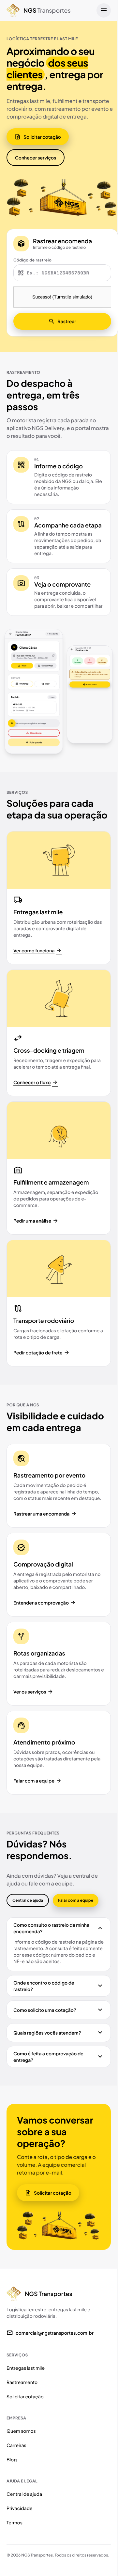 NGS Transportes
LOGÍSTICA TERRESTRE E LAST MILE
Aproximando o seu
negócio dos seus
clientes, entrega por
entrega.
Entregas last mile, fulfillment e transporte
rodoviário, com rastreamento por evento e
comprovação digital de entrega.
Solicitar cotação
Conhecer serviços
NGS
Rastrear encomenda
Informe o código de rastreio
Código de rastreio
Sucesso! (Turnstile simulado)
Rastrear
RASTREAMENTO
Do despacho à
entrega, em três
passos
O motorista registra cada parada no
aplicativo NGS Delivery, e o portal mostra
o resultado para você.
01
Informe o código
Digite o código de rastreio
recebido da NGS ou da loja. Ele
é a única informação
necessária.
02
Acompanhe cada etapa
A linha do tempo mostra as
movimentações do pedido, da
separação até a saída para
entrega.
03
Veja o comprovante
Na entrega concluída, o
comprovante fica disponível
para abrir, baixar e compartilhar.
SERVIÇOS
Soluções para cada
etapa da sua operação
Entregas last mile
Distribuição urbana com roteirização das
paradas e comprovante digital de
entrega.
Ver como funciona
Cross-docking e triagem
Recebimento, triagem e expedição para
acelerar o tempo até a entrega final.
Conhecer o fluxo
Fulfillment e armazenagem
Armazenagem, separação e expedição
de pedidos para operações de e-
commerce.
Pedir uma análise
Transporte rodoviário
Cargas fracionadas e lotação conforme a
rota e o tipo de carga.
Pedir cotação de frete
POR QUE A NGS
Visibilidade e cuidado
em cada entrega
Rastreamento por evento
Cada movimentação do pedido é
registrada e aparece na linha do tempo,
com o status mais recente em destaque.
Rastrear uma encomenda
Comprovação digital
A entrega é registrada pelo motorista no
aplicativo e o comprovante pode ser
aberto, baixado e compartilhado.
Entender a comprovação
Rotas organizadas
As paradas de cada motorista são
roteirizadas para reduzir deslocamentos e
dar mais previsibilidade.
Ver os serviços
Atendimento próximo
Dúvidas sobre prazos, ocorrências ou
cotações são tratadas diretamente pela
nossa equipe.
Falar com a equipe
PERGUNTAS FREQUENTES
Dúvidas? Nós
respondemos.
Ainda com dúvidas? Veja a central de
ajuda ou fale com a equipe.
Central de ajuda
Falar com a equipe
Como consulto o rastreio da minha
encomenda?
Informe o código de rastreio na página de
rastreamento. A consulta é feita somente
por esse código; número do pedido e
NF-e não são aceitos.
Onde encontro o código de
rastreio?
Como solicito uma cotação?
Quais regiões vocês atendem?
Como é feita a comprovação de
entrega?
Vamos conversar
sobre a sua
operação?
Conte a rota, o tipo de carga e o
volume. A equipe comercial
retorna por e-mail.
Solicitar cotação
NGS
NGS Transportes
Logística terrestre, entregas last mile e
distribuição rodoviária.
comercial@ngstransportes.com.br
SERVIÇOS
Entregas last mile
Rastreamento
Solicitar cotação
EMPRESA
Quem somos
Carreiras
Blog
AJUDA E LEGAL
Central de ajuda
Privacidade
Termos
© 2026 NGS Transportes. Todos os direitos reservados.